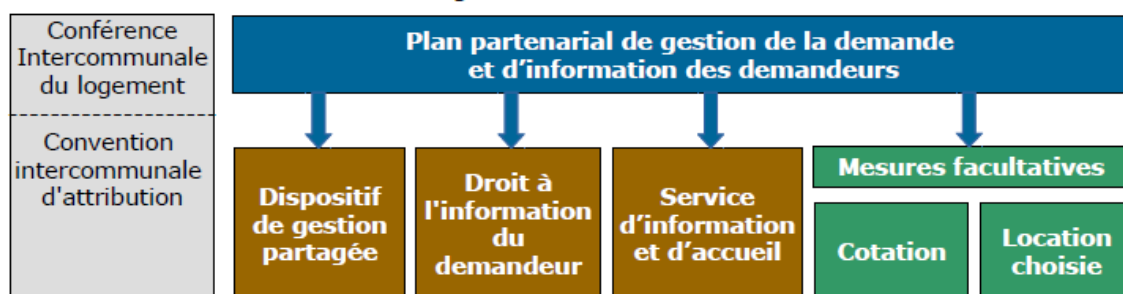 Conférence
Intercommunale
du logement
Convention
intercommunale
d'attribution
Plan partenarial de gestion de la demande
et d’information des demandeurs
Dispositif
de gestion
partagée
Droit à
l'information
du
demandeur
Service
d’information
et d’accueil
Mesures facultatives
Cotation
Location
choisie